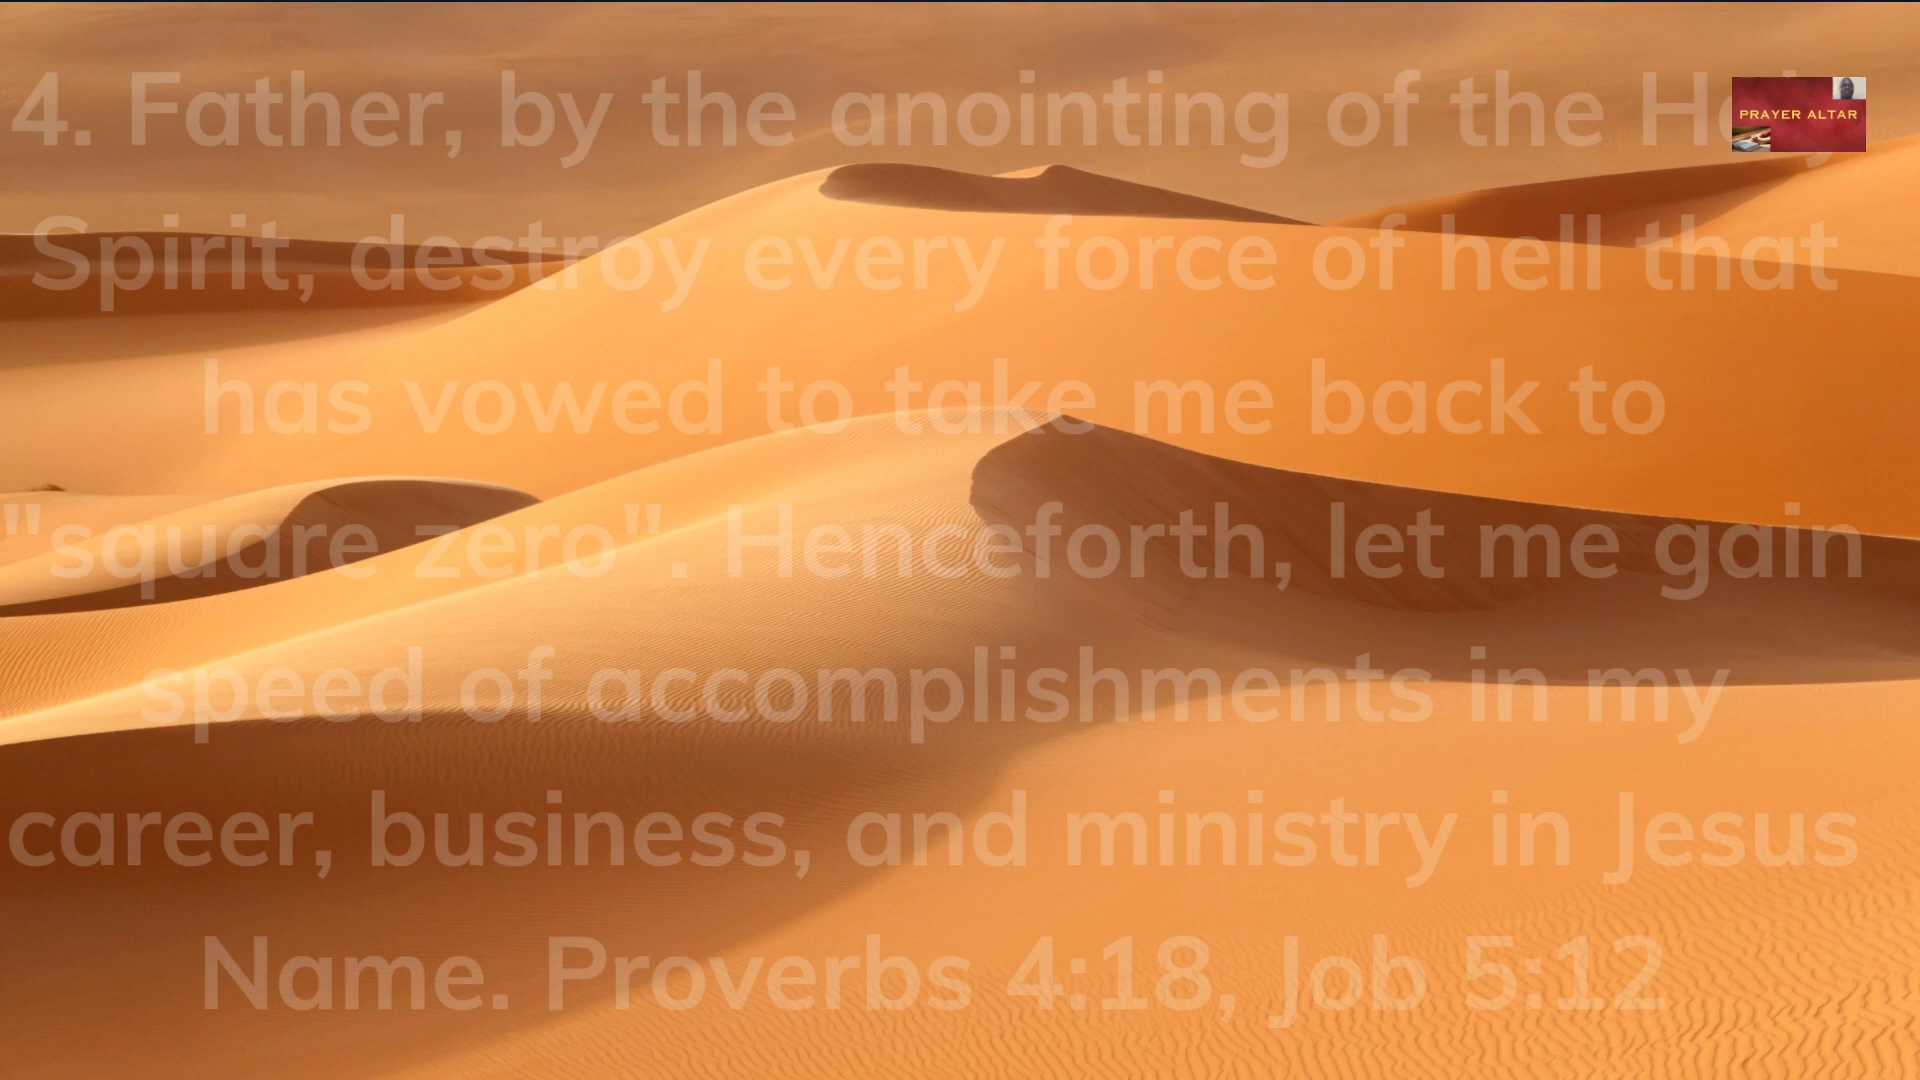 4. Father, by the anointing of the Holy
PRAYER ALTAR
Spirit, destroy every force of hell that
has vowed to take me back to
"square zero". Henceforth, let me gain
speed of accomplishments in my
career, business, and ministry in Jesus
Name. Proverbs 4:18, Job 5:12